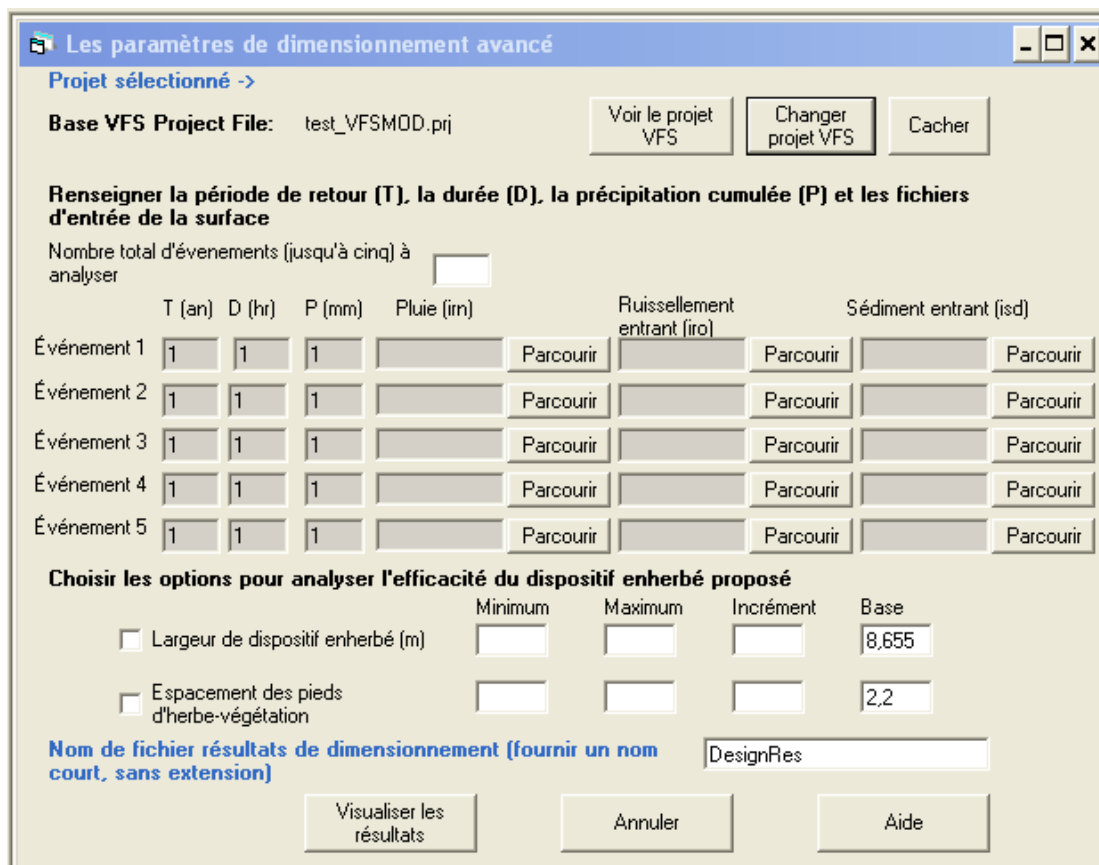 Les paramètres de dimensionnement avancé
Projet sélectionné ->
Base VFS Project File: test_VFSMOD.prj
Voir le projet
VFS
Changer
projet VFS
Cacher
Renseigner la période de retour (T), la durée (D), la précipitation cumulée (P) et les fichiers
d'entrée de la surface
Nombre total d'évenements (jusqu'à cinq) à
analyser
T (an) D (hr) P (mm) Pluie (irn) Ruissellement
entrant (iro) Sédiment entrant (isd)
Événement 1 1 1 1 Parcourir Parcourir Parcourir
Événement 2 1 1 1 Parcourir Parcourir Parcourir
Événement 3 1 1 1 Parcourir Parcourir Parcourir
Événement 4 1 1 1 Parcourir Parcourir Parcourir
Événement 5 1 1 1 Parcourir Parcourir Parcourir
Choisir les options pour analyser l'efficacité du dispositif enherbé proposé
Minimum Maximum Incrément Base
Largeur de dispositif enherbé (m) 8,655
Espacement des pieds
d'herbe-végétation 2,2
Nom de fichier résultats de dimensionnement (fournir un nom
court, sans extension) DesignRes
Visualiser les
résultats
Annuler
Aide